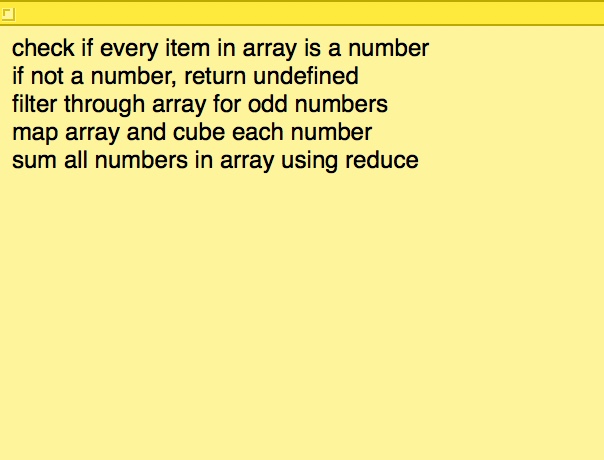 check if every item in array is a number
if not a number, return undefined
filter through array for odd numbers
map array and cube each number
sum all numbers in array using reduce